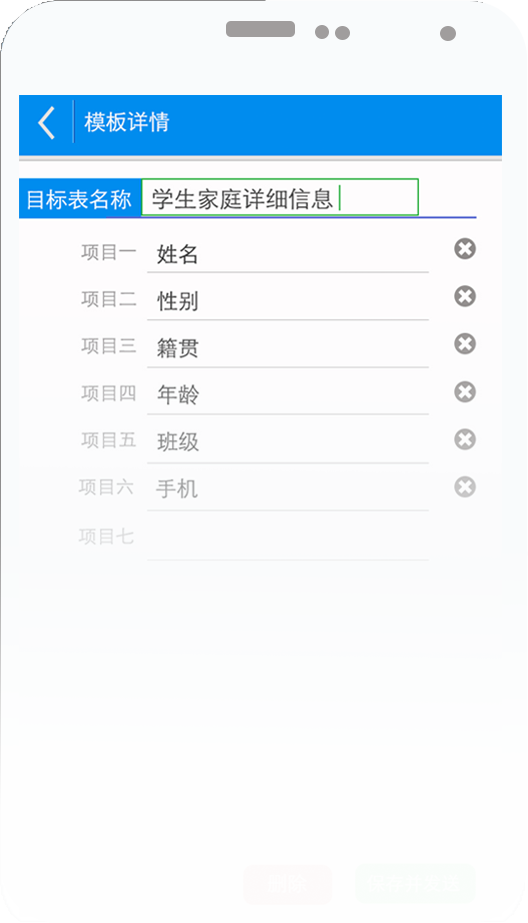 模板详情
目标表名称 学生家庭详细信息
项目一 姓名
项目二 性别
项目三 籍贯
项目四 年龄
项目五 班级
项目六 手机
项目七